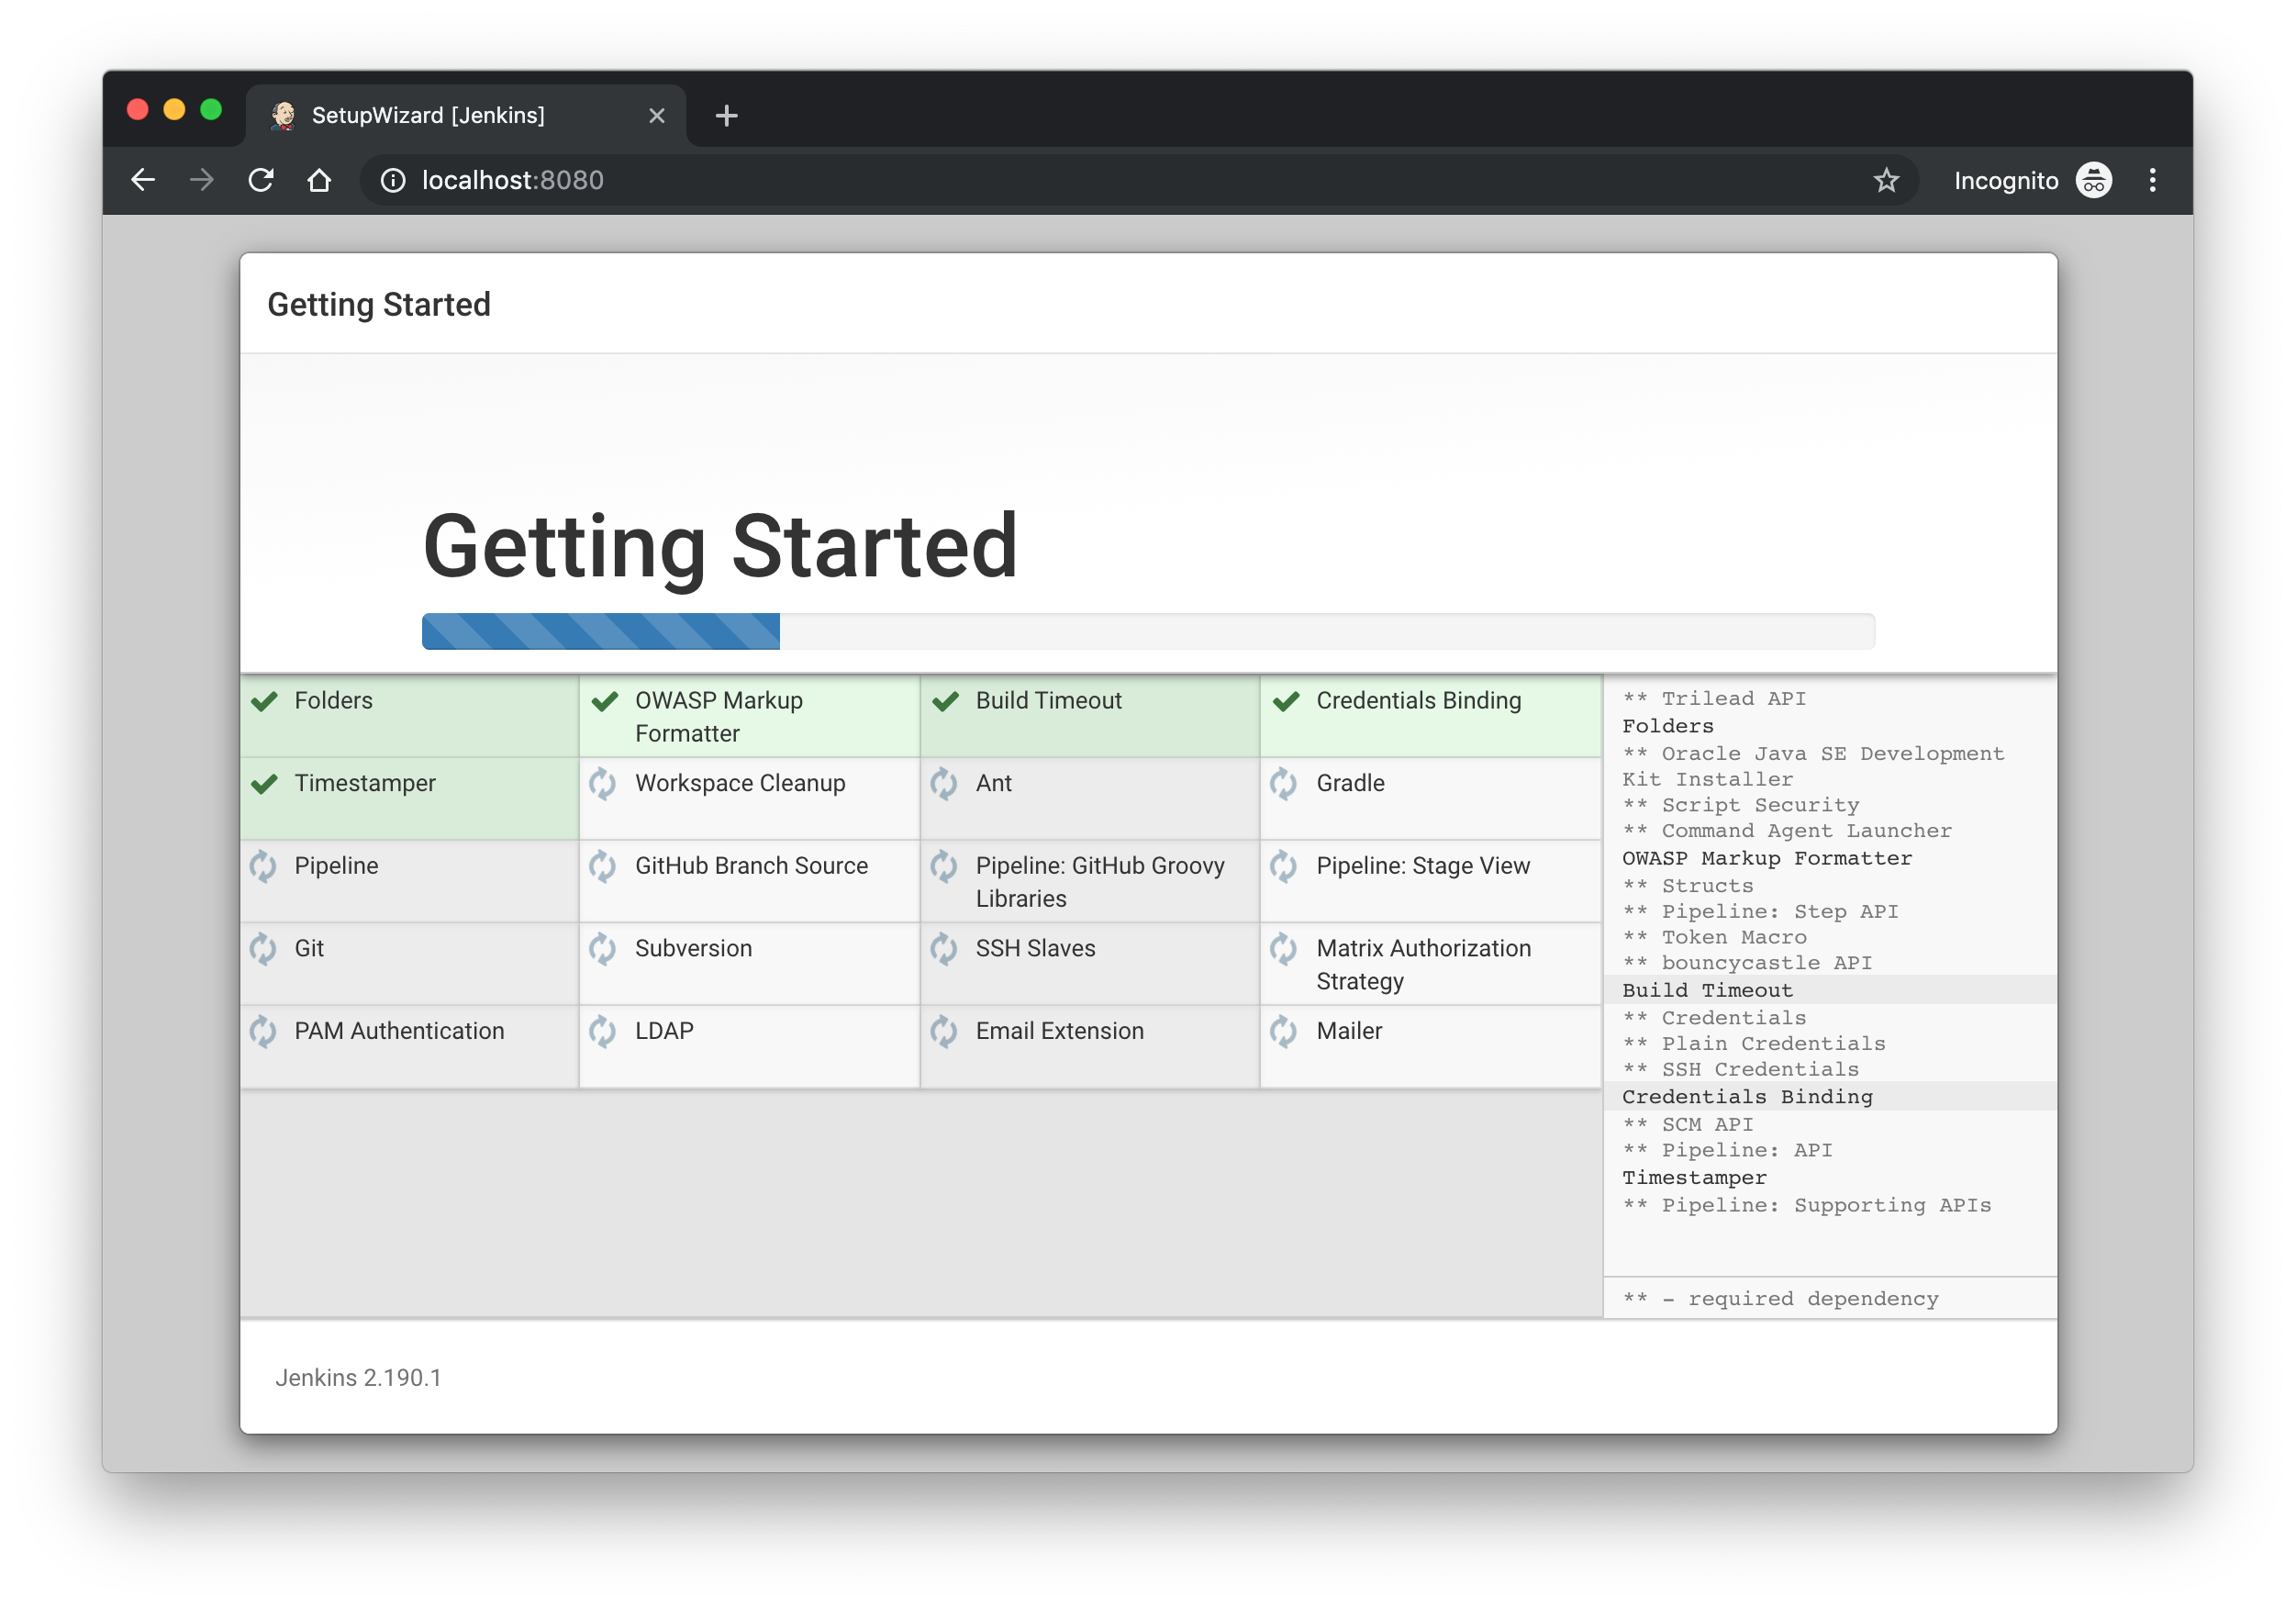 SetupWizard [Jenkins]
localhost:8080
Incognito
Getting Started
Getting Started
Folders
OWASP Markup
Formatter
Build Timeout
Credentials Binding
Timestamper
Workspace Cleanup
Ant
Gradle
Pipeline
GitHub Branch Source
Pipeline: GitHub Groovy
Libraries
Pipeline: Stage View
Git
Subversion
SSH Slaves
Matrix Authorization
Strategy
PAM Authentication
LDAP
Email Extension
Mailer
** Trilead API
Folders
** Oracle Java SE Development
Kit Installer
** Script Security
** Command Agent Launcher
OWASP Markup Formatter
** Structs
** Pipeline: Step API
** Token Macro
** bouncycastle API
Build Timeout
** Credentials
** Plain Credentials
** SSH Credentials
Credentials Binding
** SCM API
** Pipeline: API
Timestamper
** Pipeline: Supporting APIs
** - required dependency
Jenkins 2.190.1